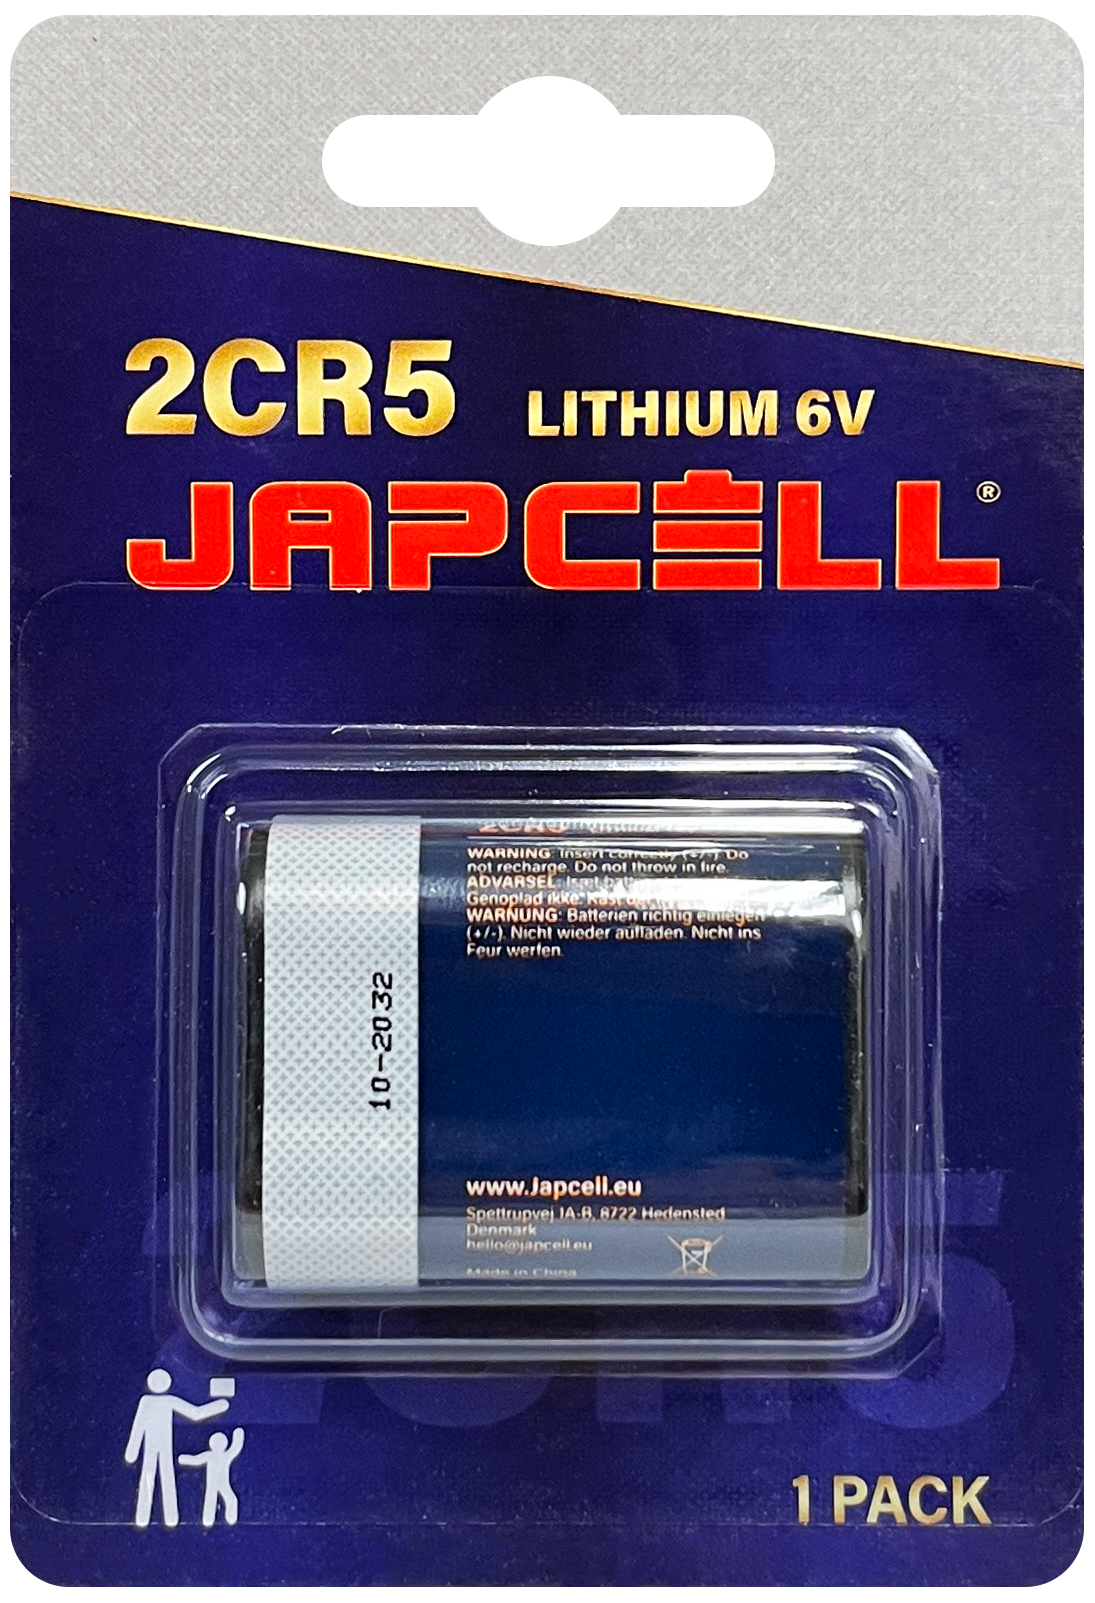 2CR5 LITHIUM 6V
JAPCELL®
2CR5
WARNING: Insert correctly (+/-). Do
not recharge. Do not throw in fire.
ADVARSEL:
Genoplad ikke.
WARNUNG: Batterien richtig einlegen
(+/-). Nicht wieder aufladen. Nicht ins
Feur werfen.
10-2032
www.Japcell.eu
Spettrupvej 1A-B, 8722 Hedensted
Denmark
hello@japcell.eu
Made in China
1 PACK